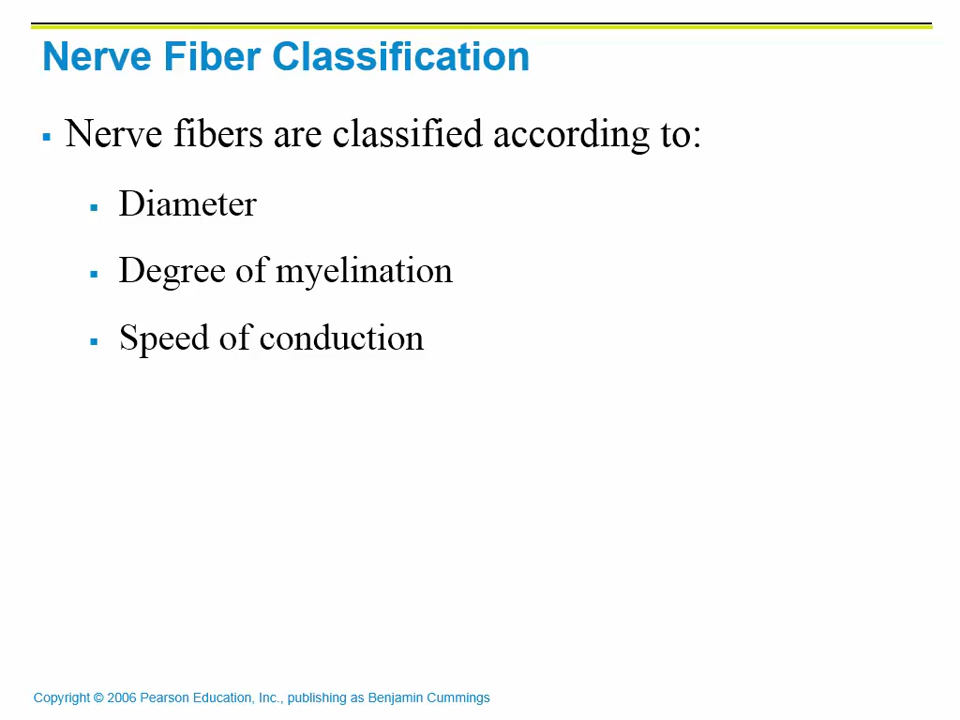 Nerve Fiber Classification
▪ Nerve fibers are classified according to:
▪ Diameter
▪ Degree of myelination
▪ Speed of conduction
Copyright © 2006 Pearson Education, Inc., publishing as Benjamin Cummings